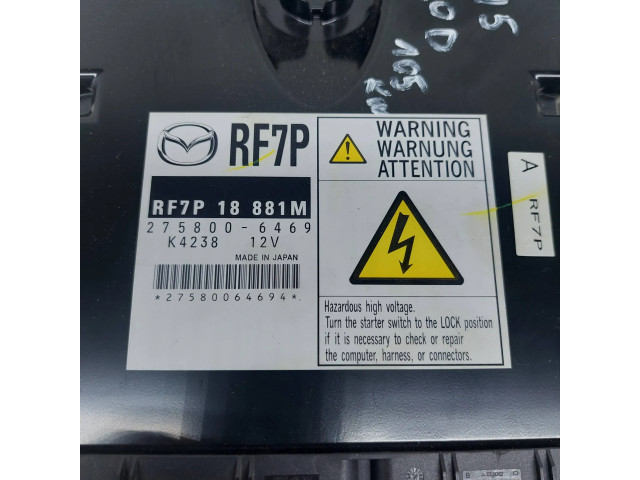 RF7P
RF7P 18 881M
275800-6469
K4238 12V
MADE IN JAPAN
*27580064694*
WARNING
WARNUNG
ATTENTION
Hazardous high voltage.
Turn the starter switch to the LOCK position
if it is necessary to check or repair
the computer, harness, or connectors.
A RF7P
105